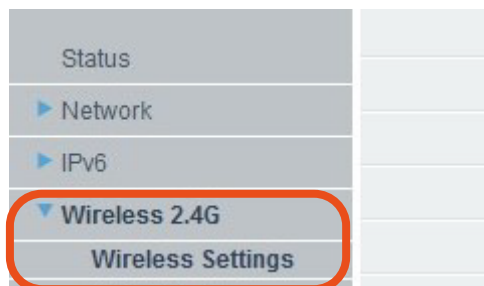 Status
Network
IPv6
Wireless 2.4G
Wireless Settings